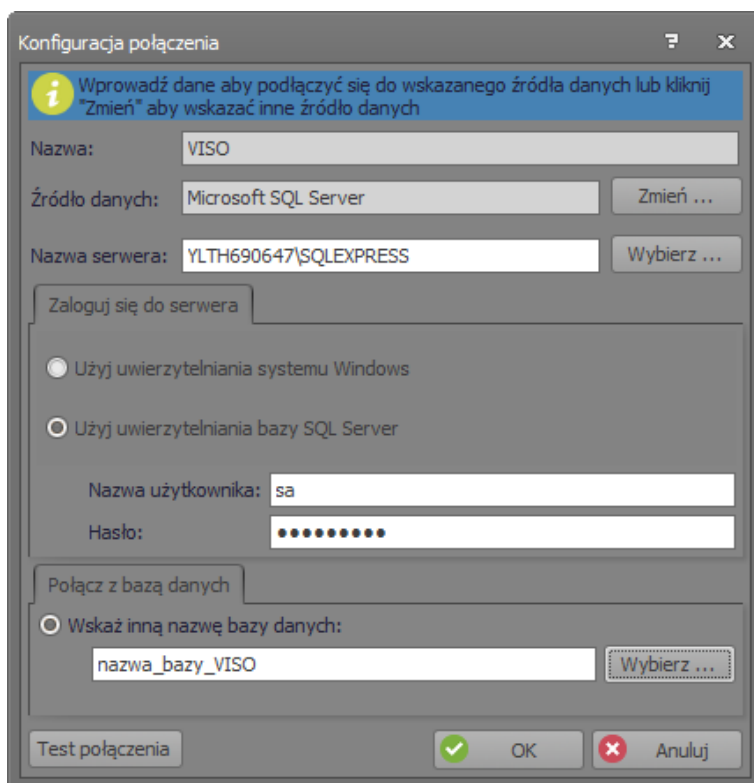 Konfiguracja połączenia ? x
Wprowadź dane aby podłączyć się do wskazanego źródła danych lub kliknij
"Zmień" aby wskazać inne źródło danych
Nazwa: VISO
Źródło danych: Microsoft SQL Server Zmień ...
Nazwa serwera: YLTH690647\SQLEXPRESS Wybierz ...
Zaloguj się do serwera
Użyj uwierzytelniania systemu Windows
Użyj uwierzytelniania bazy SQL Server
Nazwa użytkownika: sa
Hasło: •••••••••
Połącz z bazą danych
Wskaż inną nazwę bazy danych:
nazwa_bazy_VISO Wybierz ...
Test połączenia OK Anuluj